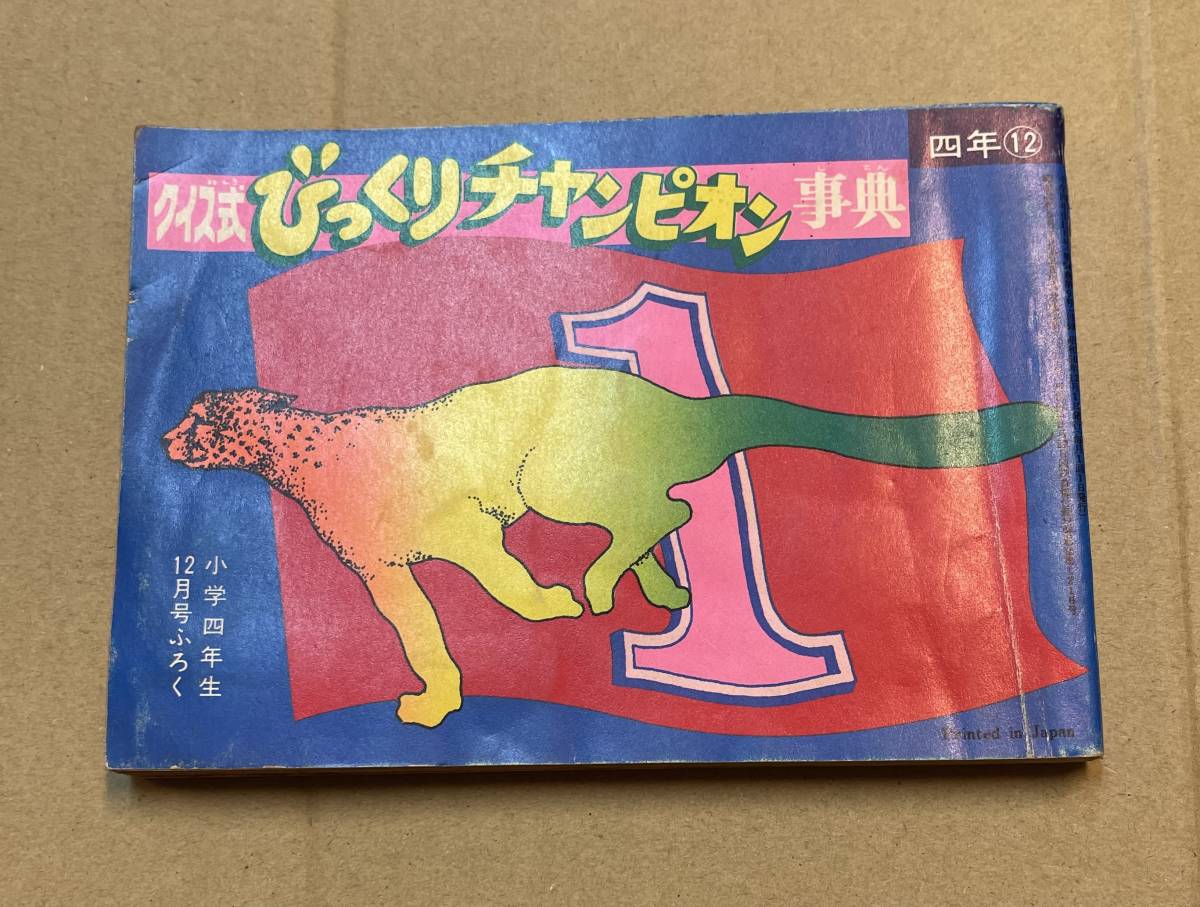 四年⑫
クイズ式びっくりチャンピオン事典
小学四年生
12月号ふろく
Printed in Japan